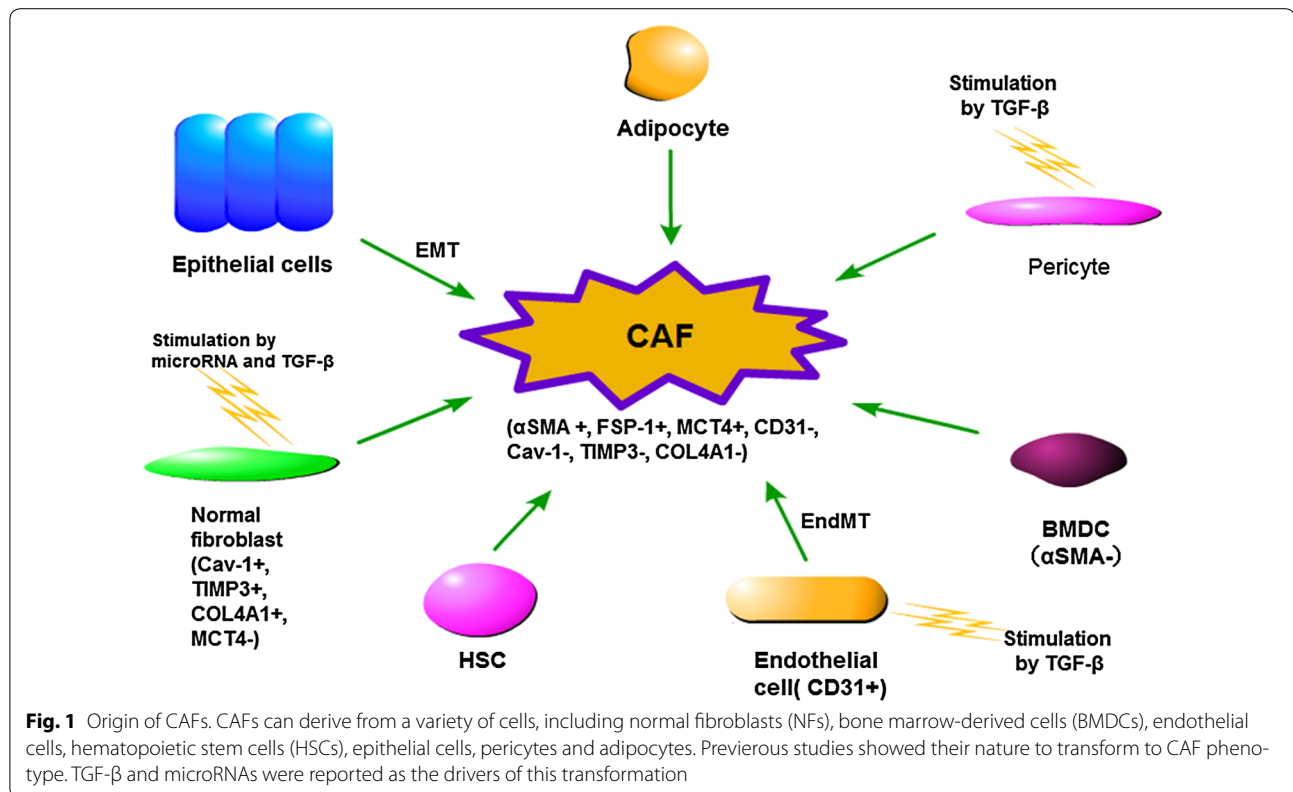 Adipocyte
Stimulation
by TGF-β
Pericyte
Epithelial cells
EMT
CAF
(αSMA +, FSP-1+, MCT4+, CD31-,
Cav-1-, TIMP3-, COL4A1-)
Stimulation by
microRNA and TGF-β
Normal
fibroblast
(Cav-1+,
TIMP3+,
COL4A1+,
MCT4-)
HSC
EndMT
Endothelial
cell( CD31+)
Stimulation
by TGF-β
BMDC
(αSMA-)
Fig. 1 Origin of CAFs. CAFs can derive from a variety of cells, including normal fibroblasts (NFs), bone marrow-derived cells (BMDCs), endothelial
cells, hematopoietic stem cells (HSCs), epithelial cells, pericytes and adipocytes. Previerous studies showed their nature to transform to CAF pheno-
type. TGF-β and microRNAs were reported as the drivers of this transformation